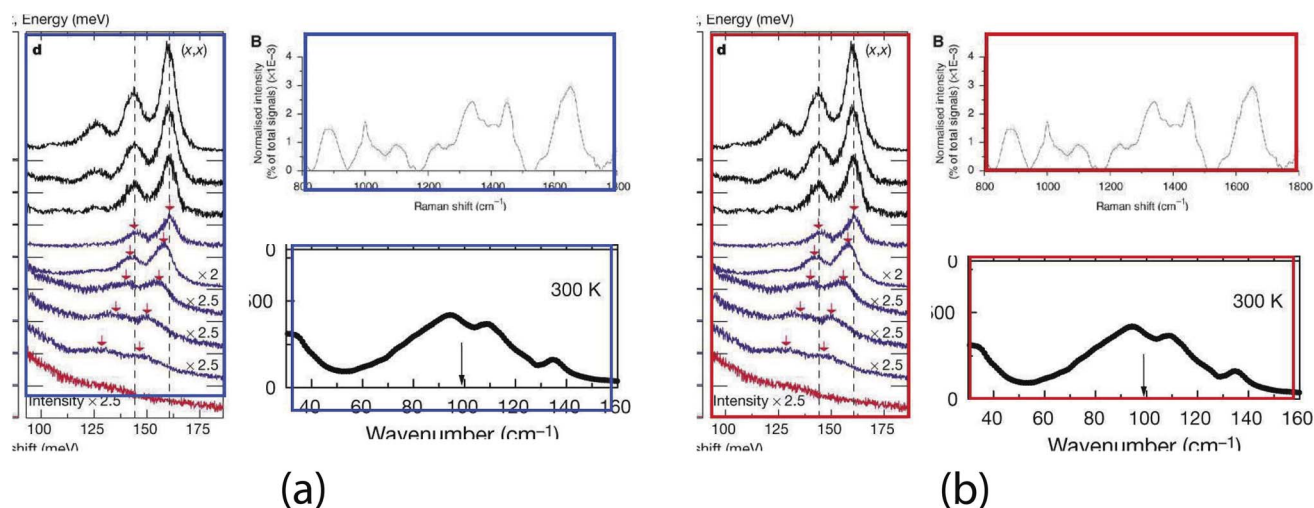 :, Energy (meV)
d
(x,x)
×2
×2.5
×2.5
×2.5
Intensity ×2.5
100
125
150
175
shift (meV)
B
Normalised intensity
(% of total signals) (×1E–3)
4
3
2
1
0
800
1000
1200
1400
1600
1800
Raman shift (cm⁻¹)
0
500
0
300 K
40
60
80
100
120
140
160
Wavenumber (cm⁻¹)
(a)
:, Energy (meV)
d
(x,x)
×2
×2.5
×2.5
×2.5
Intensity ×2.5
100
125
150
175
shift (meV)
B
Normalised intensity
(% of total signals) (×1E–3)
4
3
2
1
0
800
1000
1200
1400
1600
1800
Raman shift (cm⁻¹)
0
500
0
300 K
40
60
80
100
120
140
160
Wavenumber (cm⁻¹)
(b)